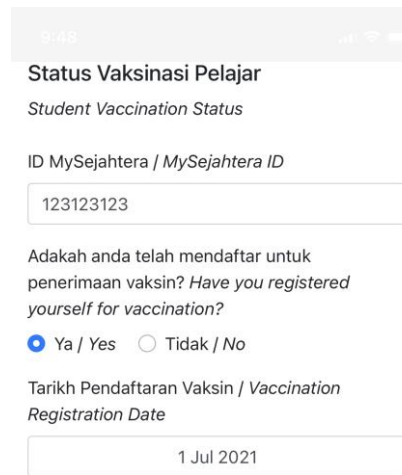 9:48
Status Vaksinasi Pelajar
Student Vaccination Status
ID MySejahtera / MySejahtera ID
123123123
Adakah anda telah mendaftar untuk
penerimaan vaksin? Have you registered
yourself for vaccination?
Ya / Yes Tidak / No
Tarikh Pendaftaran Vaksin / Vaccination
Registration Date
1 Jul 2021